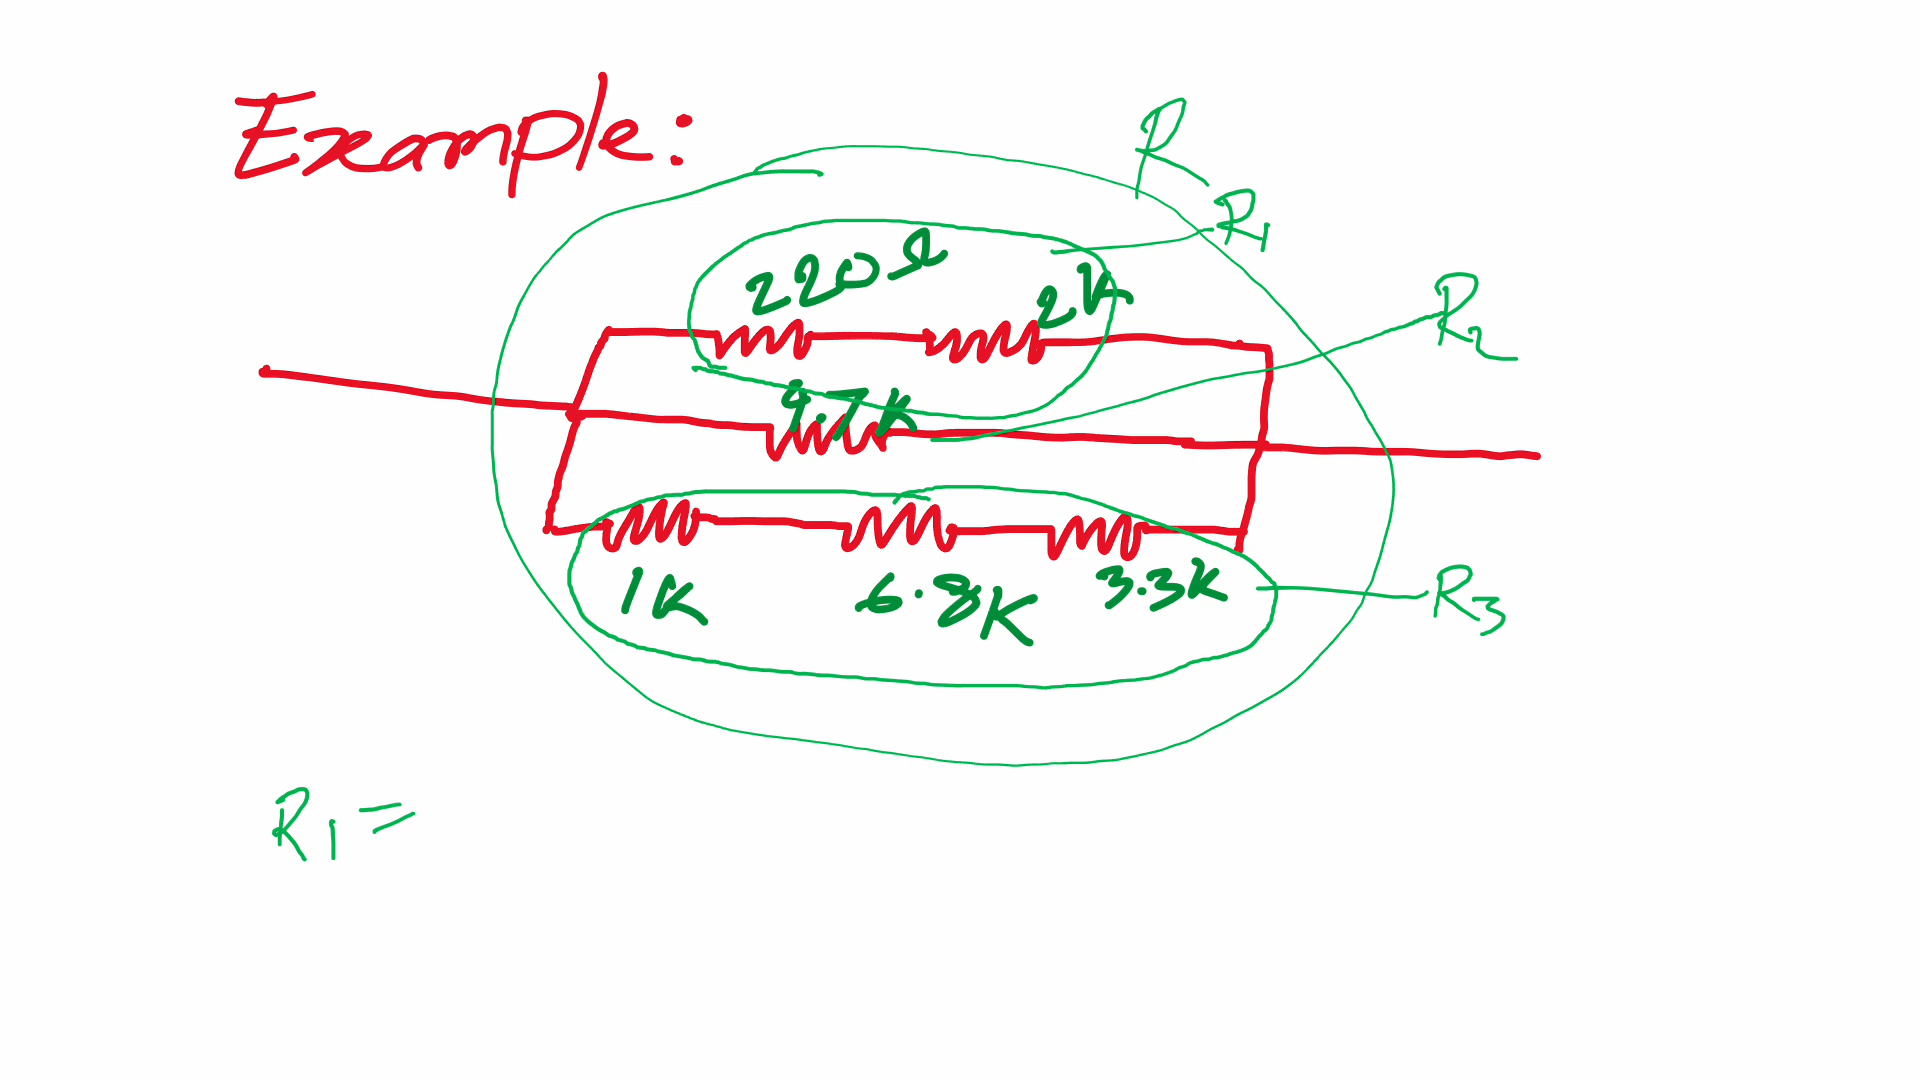 Example:
R
R1
220Ω 2K
R2
4.7K
1K 6.8K 3.3K
R3
R1 =